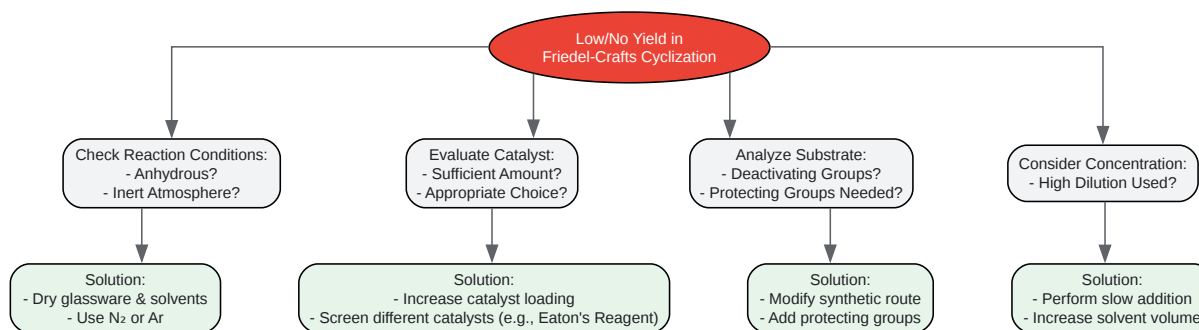 Low/No Yield in
Friedel-Crafts Cyclization
Check Reaction Conditions:
- Anhydrous?
- Inert Atmosphere?
Evaluate Catalyst:
- Sufficient Amount?
- Appropriate Choice?
Analyze Substrate:
- Deactivating Groups?
- Protecting Groups Needed?
Consider Concentration:
- High Dilution Used?
Solution:
- Dry glassware & solvents
- Use N₂ or Ar
Solution:
- Increase catalyst loading
- Screen different catalysts (e.g., Eaton's Reagent)
Solution:
- Modify synthetic route
- Add protecting groups
Solution:
- Perform slow addition
- Increase solvent volume